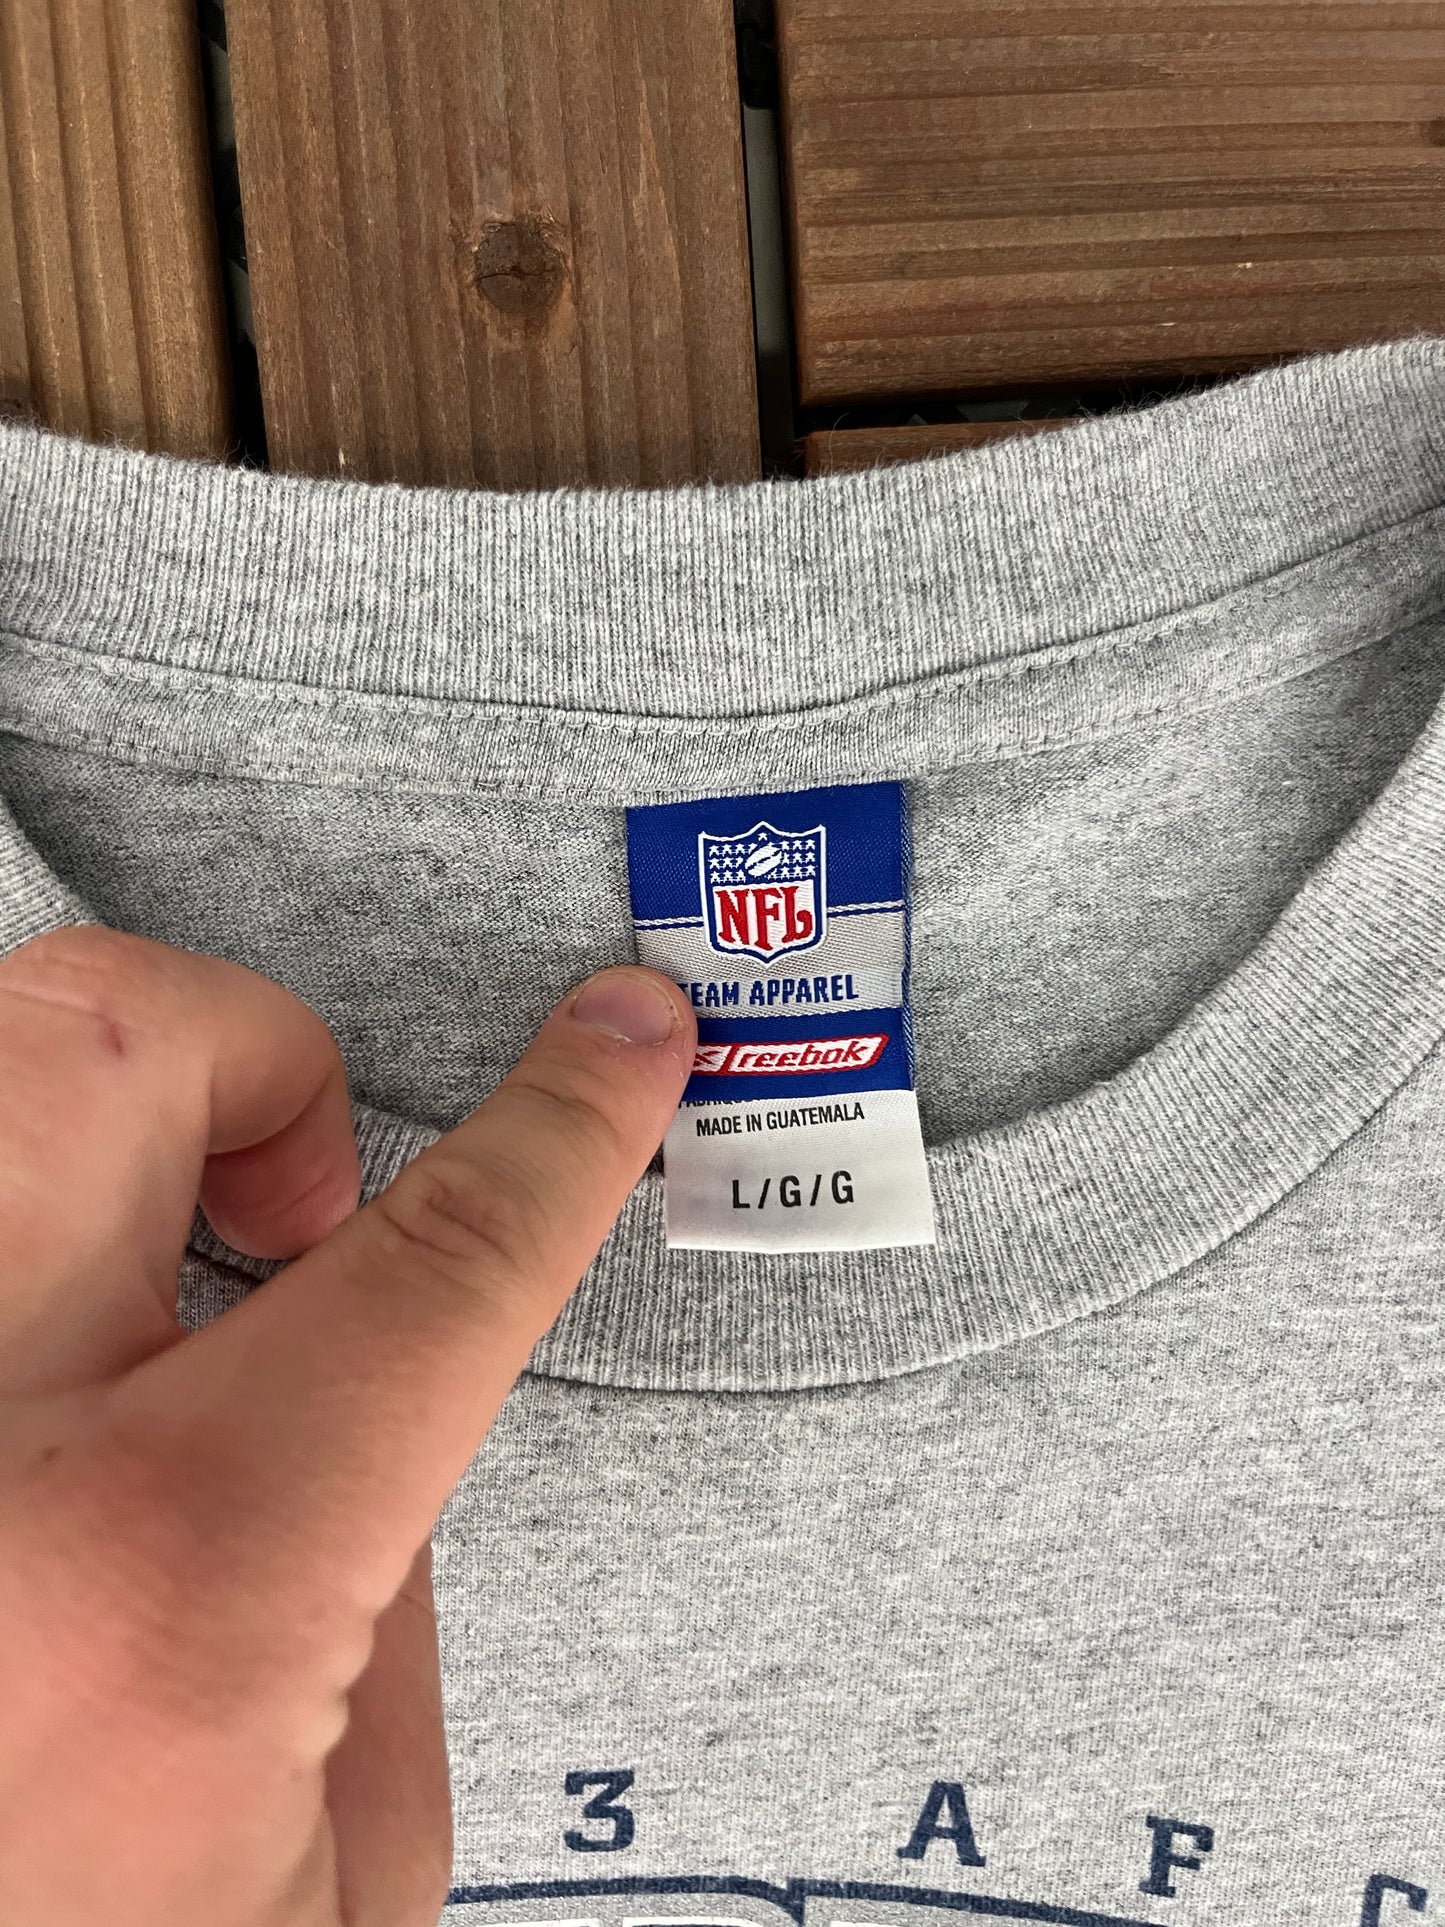 NFL
TEAM APPAREL
reebok
MADE IN GUATEMALA
L/G/G
3 A F C